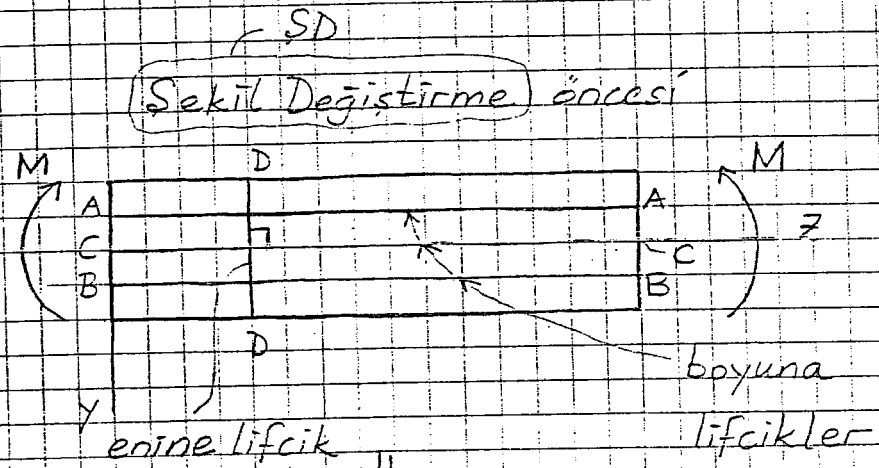 ŞD
Şekil Değiştirme öncesi
M
D
M
A
A
C
z
C
B
B
D
boyuna
y
enine lifcik
lifcikler